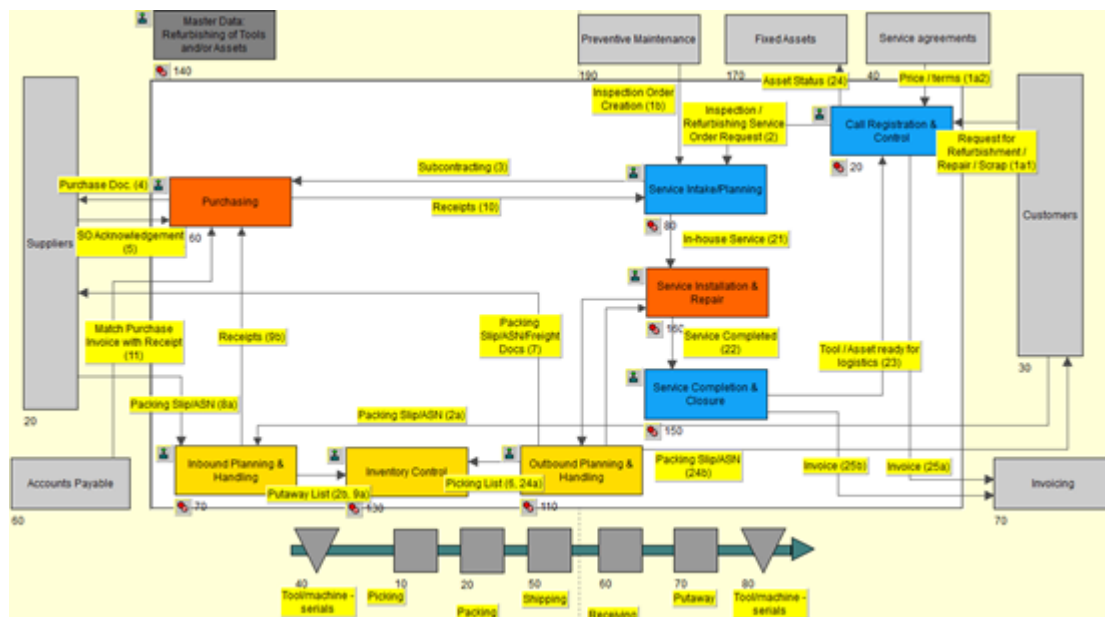 Master Data:
Refurbishing of Tools
and/or Assets
140
Preventive Maintenance
190
Fixed Assets
170
Service agreements
40
Asset Status (24)
Price / terms (1a2)
Inspection Order
Creation (1b)
Inspection /
Refurbishing Service
Order Request (2)
Call Registration &
Control
20
Request for
Refurbishment /
Repair / Scrap (1a1)
Customers
30
Suppliers
20
Purchase Doc. (4)
Purchasing
60
SO Acknowledgement
(5)
Subcontracting (3)
Receipts (10)
Service Intake/Planning
80
In-house Service (21)
Service Installation &
Repair
160
Service Completed
(22)
Match Purchase
Invoice with Receipt
(11)
Receipts (9b)
Packing
Slip/ASN/Freight
Docs (7)
Tool / Asset ready for
logistics (23)
Service Completion &
Closure
150
Packing Slip/ASN (8a)
Packing Slip/ASN (2a)
Accounts Payable
60
Inbound Planning &
Handling
70
Putaway List (2b, 9a)
Inventory Control
130
Picking List (6, 24a)
Outbound Planning &
Handling
110
Packing Slip/ASN
(24b)
Invoice (25b)
Invoice (25a)
Invoicing
70
40
Tool/machine -
serials
10
Picking
20
Packing
50
Shipping
60
Receiving
70
Putaway
80
Tool/machine -
serials